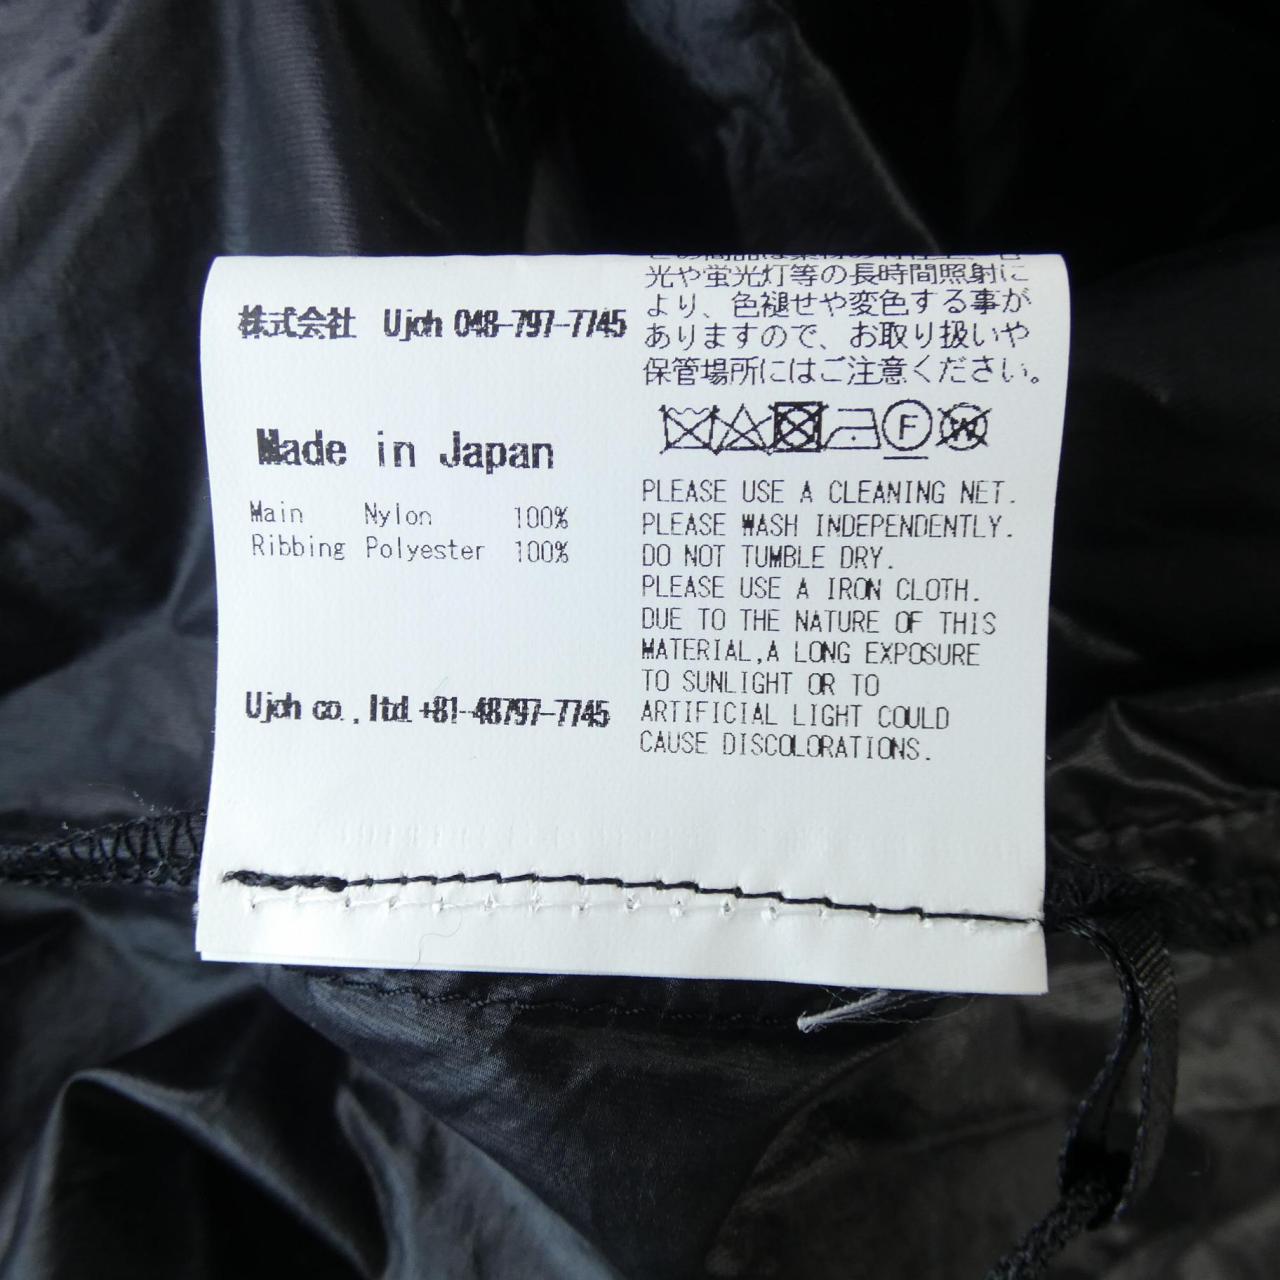 株式会社 Ujoh 048-797-7745
Made in Japan
Main Nylon 100%
Ribbing Polyester 100%
Ujoh co.,ltd. +81-48797-7745
光や蛍光灯等の長時間照射に
より、色褪せや変色する事が
ありますので、お取り扱いや
保管場所にはご注意ください。
F
W
PLEASE USE A CLEANING NET.
PLEASE WASH INDEPENDENTLY.
DO NOT TUMBLE DRY.
PLEASE USE A IRON CLOTH.
DUE TO THE NATURE OF THIS
MATERIAL,A LONG EXPOSURE
TO SUNLIGHT OR TO
ARTIFICIAL LIGHT COULD
CAUSE DISCOLORATIONS.